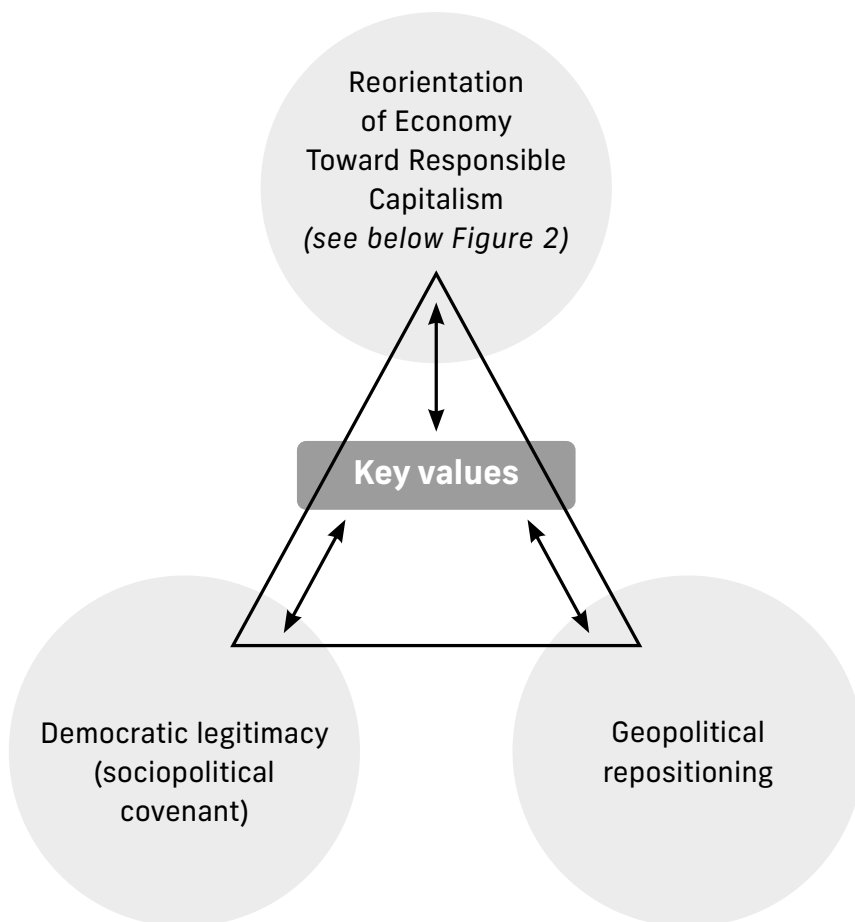 Reorientation
of Economy
Toward Responsible
Capitalism
(see below Figure 2)
Key values
Democratic legitimacy
(sociopolitical
covenant)
Geopolitical
repositioning